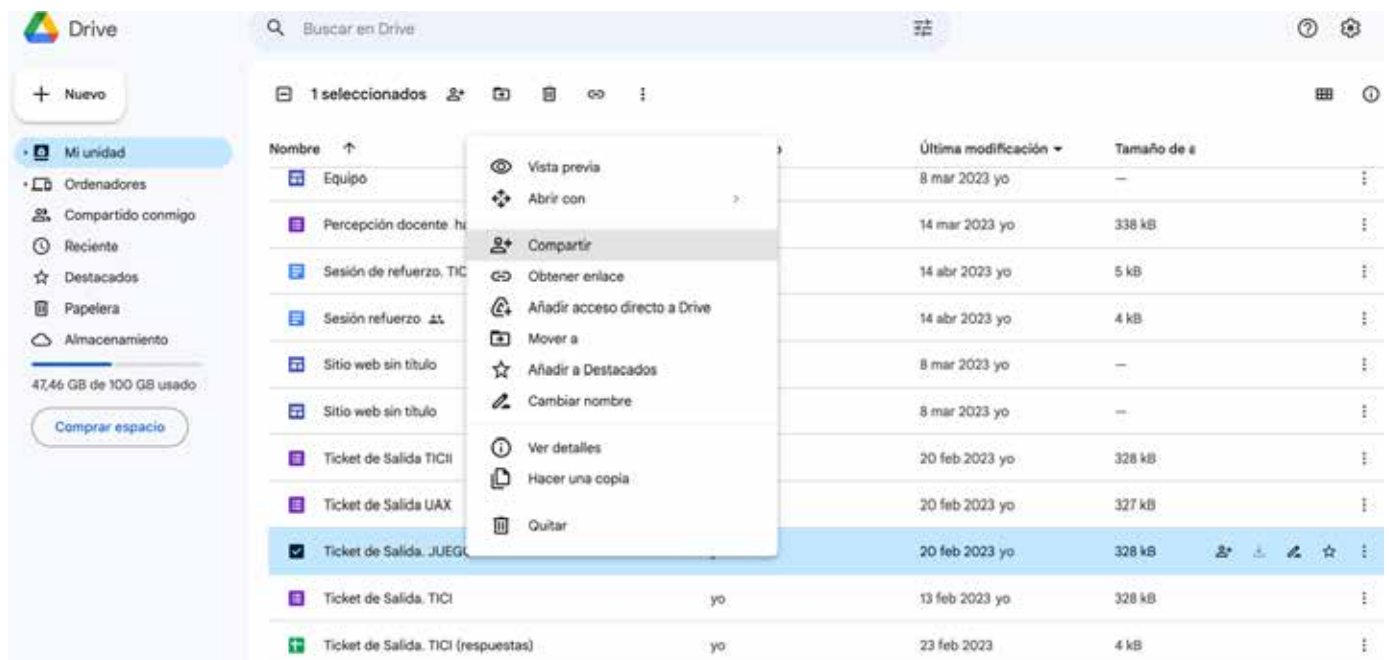 Drive
Buscar en Drive
Nuevo
1 seleccionados
Mi unidad
Ordenadores
Compartido conmigo
Reciente
Destacados
Papelera
Almacenamiento
47,46 GB de 100 GB usado
Comprar espacio
Nombre Última modificación Tamaño de a
Equipo 8 mar 2023 yo —
Percepción docente 14 mar 2023 yo 338 kB
Sesión de refuerzo. TIC 14 abr 2023 yo 5 kB
Sesión refuerzo 14 abr 2023 yo 4 kB
Sitio web sin título 8 mar 2023 yo —
Sitio web sin título 8 mar 2023 yo —
Ticket de Salida TICII 20 feb 2023 yo 328 kB
Ticket de Salida UAX 20 feb 2023 yo 327 kB
Ticket de Salida. JUEGO 20 feb 2023 yo 328 kB
Ticket de Salida. TICI yo 13 feb 2023 yo 328 kB
Ticket de Salida. TICI (respuestas) yo 23 feb 2023 4 kB
Vista previa
Abrir con
Compartir
Obtener enlace
Añadir acceso directo a Drive
Mover a
Añadir a Destacados
Cambiar nombre
Ver detalles
Hacer una copia
Quitar